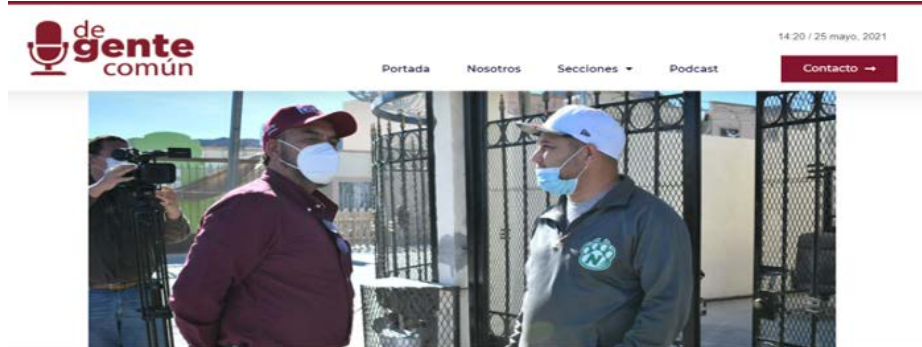 de
gente
común
14:20 / 25 mayo, 2021
Portada Nosotros Secciones Podcast Contacto →
N